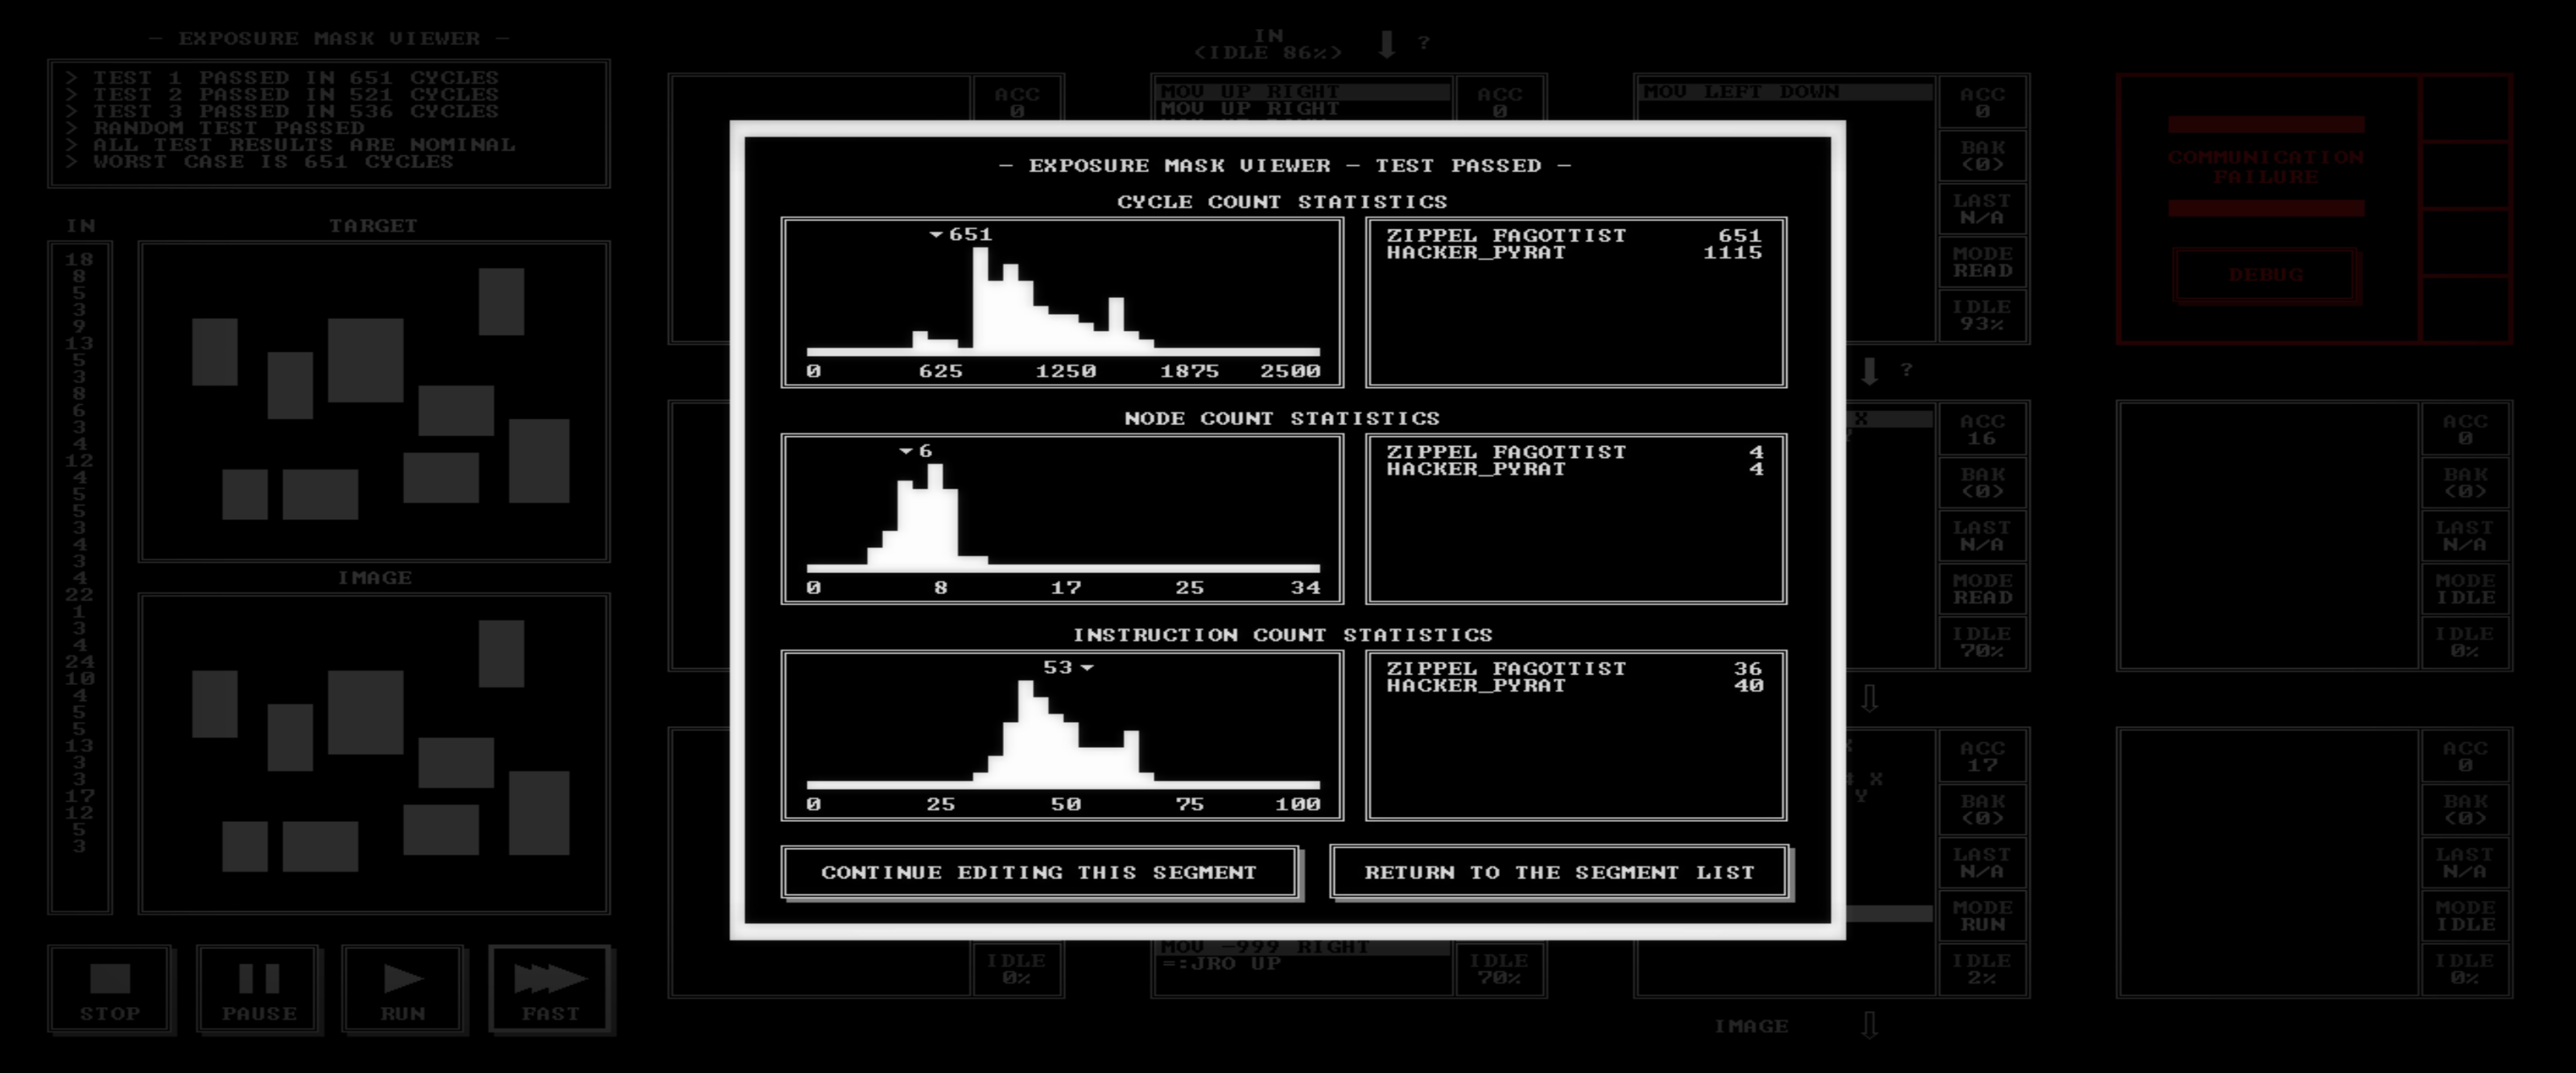 — EXPOSURE MASK VIEWER —
> TEST 1 PASSED IN 651 CYCLES
> TEST 2 PASSED IN 521 CYCLES
> TEST 3 PASSED IN 536 CYCLES
> RANDOM TEST PASSED
> ALL TEST RESULTS ARE NOMINAL
> WORST CASE IS 651 CYCLES
IN
18
8
5
3
9
13
5
3
8
6
3
4
12
4
5
5
3
4
3
4
22
1
3
4
24
10
4
5
5
13
3
3
17
12
5
3
TARGET
IMAGE
STOP
PAUSE
RUN
FAST
IN
(IDLE 86%)
?
ACC
0
MOV UP RIGHT
MOV UP RIGHT
ACC
0
MOV LEFT DOWN
ACC
0
BAK
(0)
LAST
N/A
MODE
READ
IDLE
93%
COMMUNICATION
FAILURE
DEBUG
— EXPOSURE MASK VIEWER — TEST PASSED —
CYCLE COUNT STATISTICS
651
0 625 1250 1875 2500
ZIPPEL FAGOTTIST 651
HACKER_PYRAT 1115
NODE COUNT STATISTICS
6
0 8 17 25 34
ZIPPEL FAGOTTIST 4
HACKER_PYRAT 4
INSTRUCTION COUNT STATISTICS
53
0 25 50 75 100
ZIPPEL FAGOTTIST 36
HACKER_PYRAT 40
CONTINUE EDITING THIS SEGMENT
RETURN TO THE SEGMENT LIST
?
X
ACC
16
BAK
(0)
LAST
N/A
MODE
READ
IDLE
70%
ACC
0
BAK
(0)
LAST
N/A
MODE
IDLE
IDLE
0%
X
Y
ACC
17
BAK
(0)
LAST
N/A
MODE
RUN
IDLE
2%
ACC
0
BAK
(0)
LAST
N/A
MODE
IDLE
IDLE
0%
IDLE
0%
MOV -999 RIGHT
=:JRO UP
IDLE
70%
IMAGE